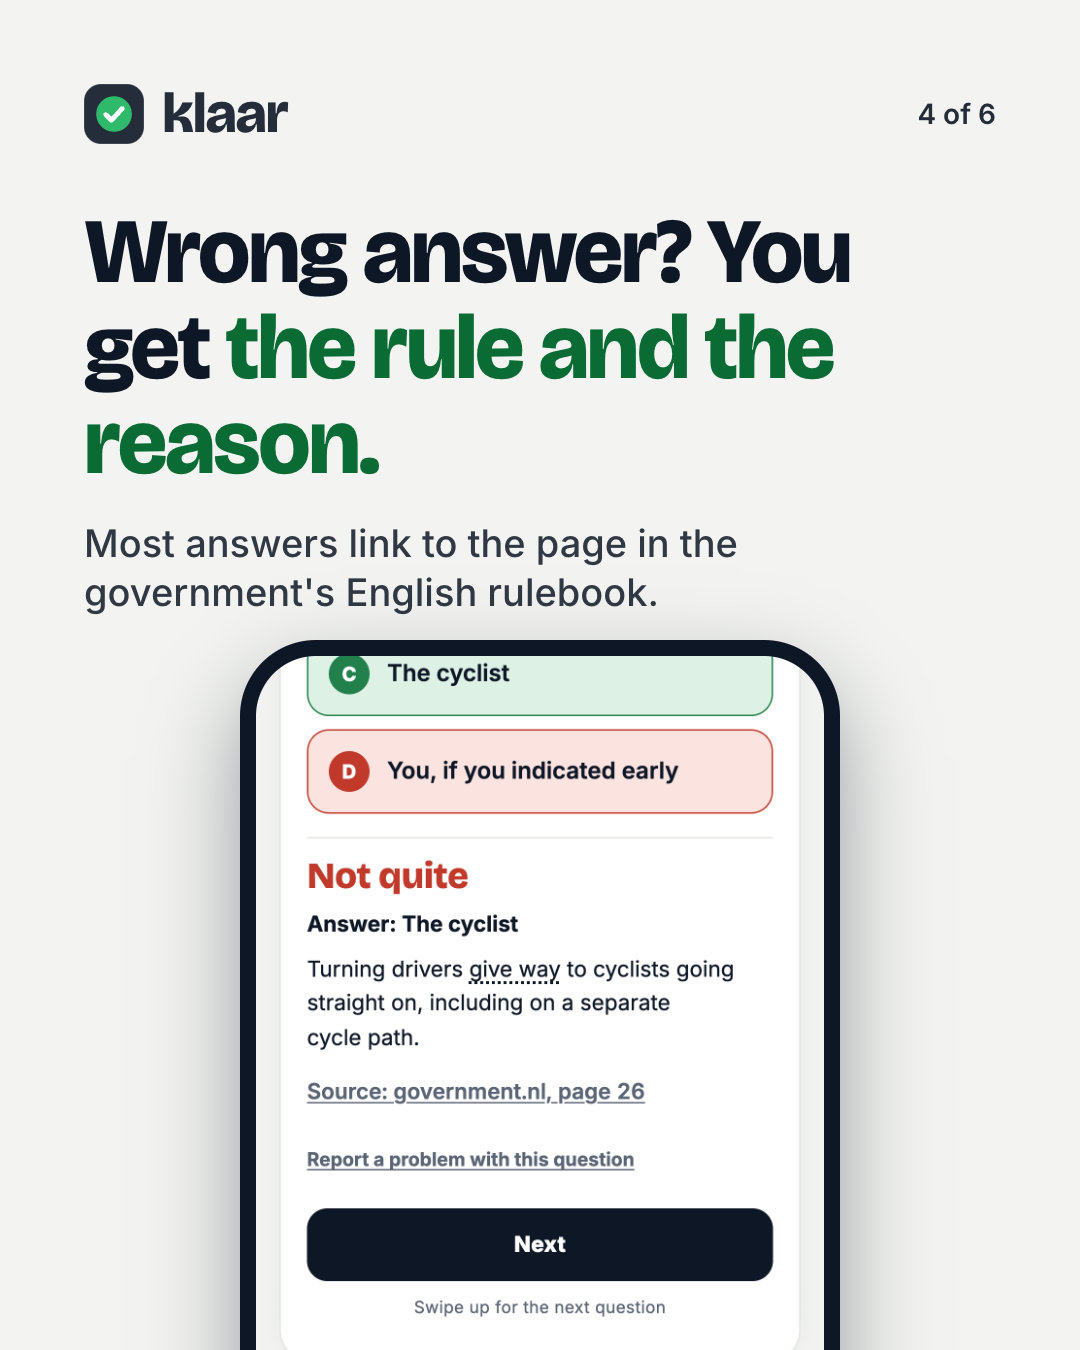 klaar
4 of 6
Wrong answer? You
get the rule and the
reason.
Most answers link to the page in the
government's English rulebook.
C The cyclist
D You, if you indicated early
Not quite
Answer: The cyclist
Turning drivers give way to cyclists going
straight on, including on a separate
cycle path.
Source: government.nl, page 26
Report a problem with this question
Next
Swipe up for the next question